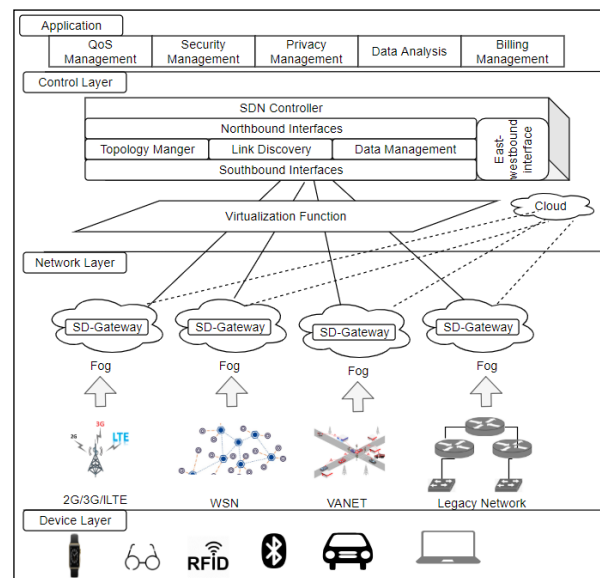 Application
QoS Management
Security Management
Privacy Management
Data Analysis
Billing Management
Control Layer
SDN Controller
Northbound Interfaces
Topology Manger
Link Discovery
Data Management
Southbound Interfaces
East-westbound interface
Virtualization Function
Cloud
Network Layer
SD-Gateway
SD-Gateway
SD-Gateway
SD-Gateway
Fog
Fog
Fog
Fog
2G
3G
LTE
2G/3G/ILTE
WSN
VANET
Legacy Network
Device Layer
RFID